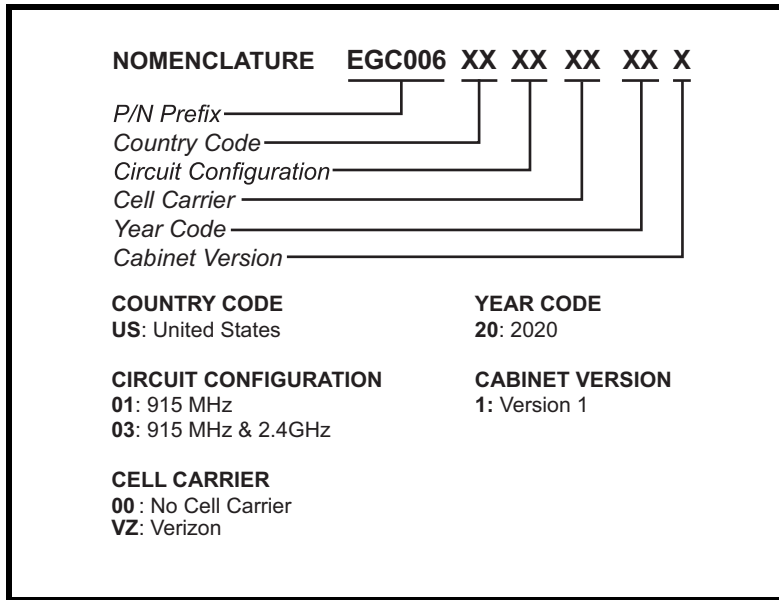 NOMENCLATURE EGC006 XX XX XX XX X
P/N Prefix
Country Code
Circuit Configuration
Cell Carrier
Year Code
Cabinet Version
COUNTRY CODE
US: United States
YEAR CODE
20: 2020
CIRCUIT CONFIGURATION
01: 915 MHz
03: 915 MHz & 2.4GHz
CABINET VERSION
1: Version 1
CELL CARRIER
00 : No Cell Carrier
VZ: Verizon